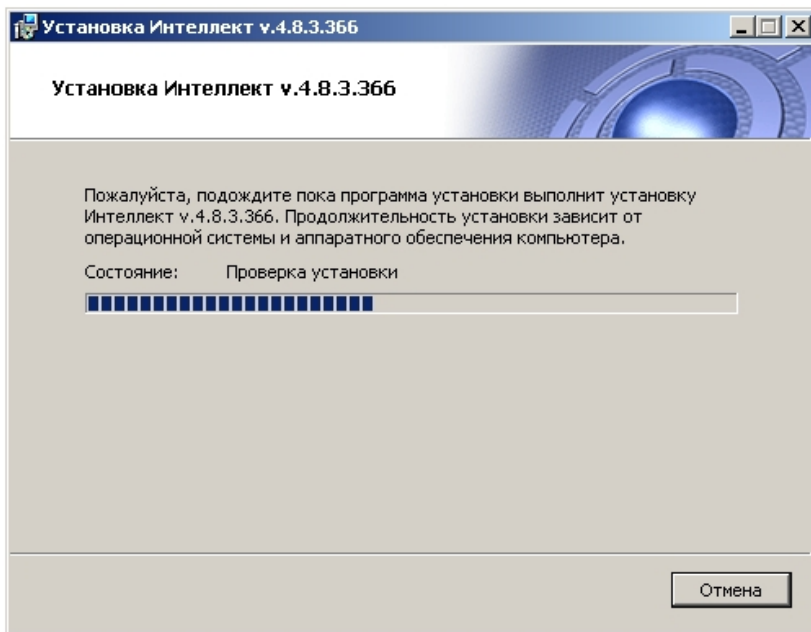 Установка Интеллект v.4.8.3.366
Установка Интеллект v.4.8.3.366
Пожалуйста, подождите пока программа установки выполнит установку
Интеллект v.4.8.3.366. Продолжительность установки зависит от
операционной системы и аппаратного обеспечения компьютера.
Состояние: Проверка установки
Отмена